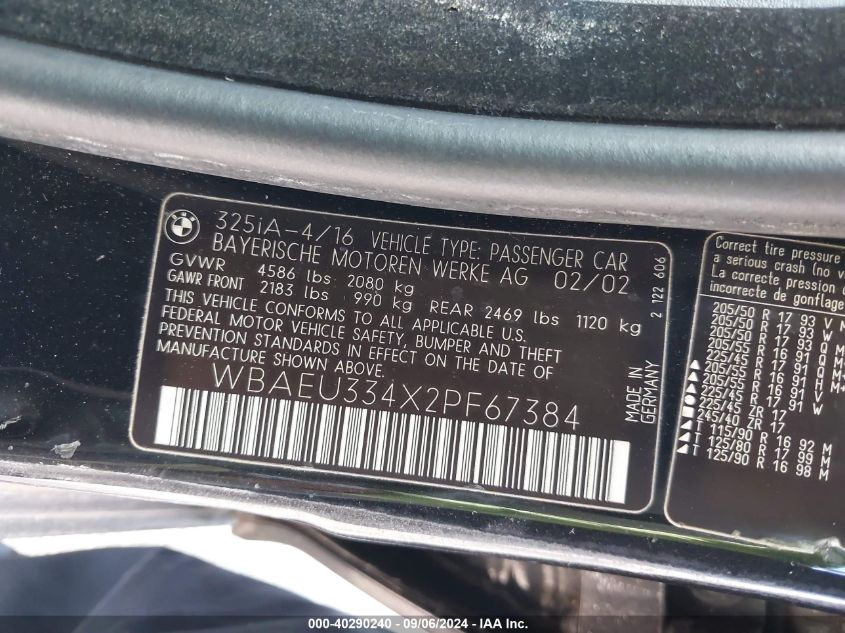 325iA-4/16 VEHICLE TYPE: PASSENGER CAR
BAYERISCHE MOTOREN WERKE AG 02/02
GVWR 4586 lbs 2080 kg
GAWR FRONT 2183 lbs 990 kg REAR 2469 lbs 1120 kg
THIS VEHICLE CONFORMS TO ALL APPLICABLE U.S.
FEDERAL MOTOR VEHICLE SAFETY, BUMPER AND THEFT
PREVENTION STANDARDS IN EFFECT ON THE DATE OF
MANUFACTURE SHOWN ABOVE.
WBAEU334X2PF67384
MADE IN
GERMANY
2 122 606
Correct tire pressure
a serious crash (no
La correcte pression
incorrecte de gonflage
205/50 R 17 93 V
205/50 R 17 93 W
205/50 R 17 93 Q
205/55 R 16 91 Q
225/45 R 17 91
205/55 R 16 91 H
205/55 R 16 91 V
225/45 R 17 91 W
225/45 ZR 17
245/40 ZR 17
T 115/90 R 16 92 M
T 125/80 R 17 99 M
T 125/90 R 16 98 M
000-40290240 - 09/06/2024 - IAA, Inc.